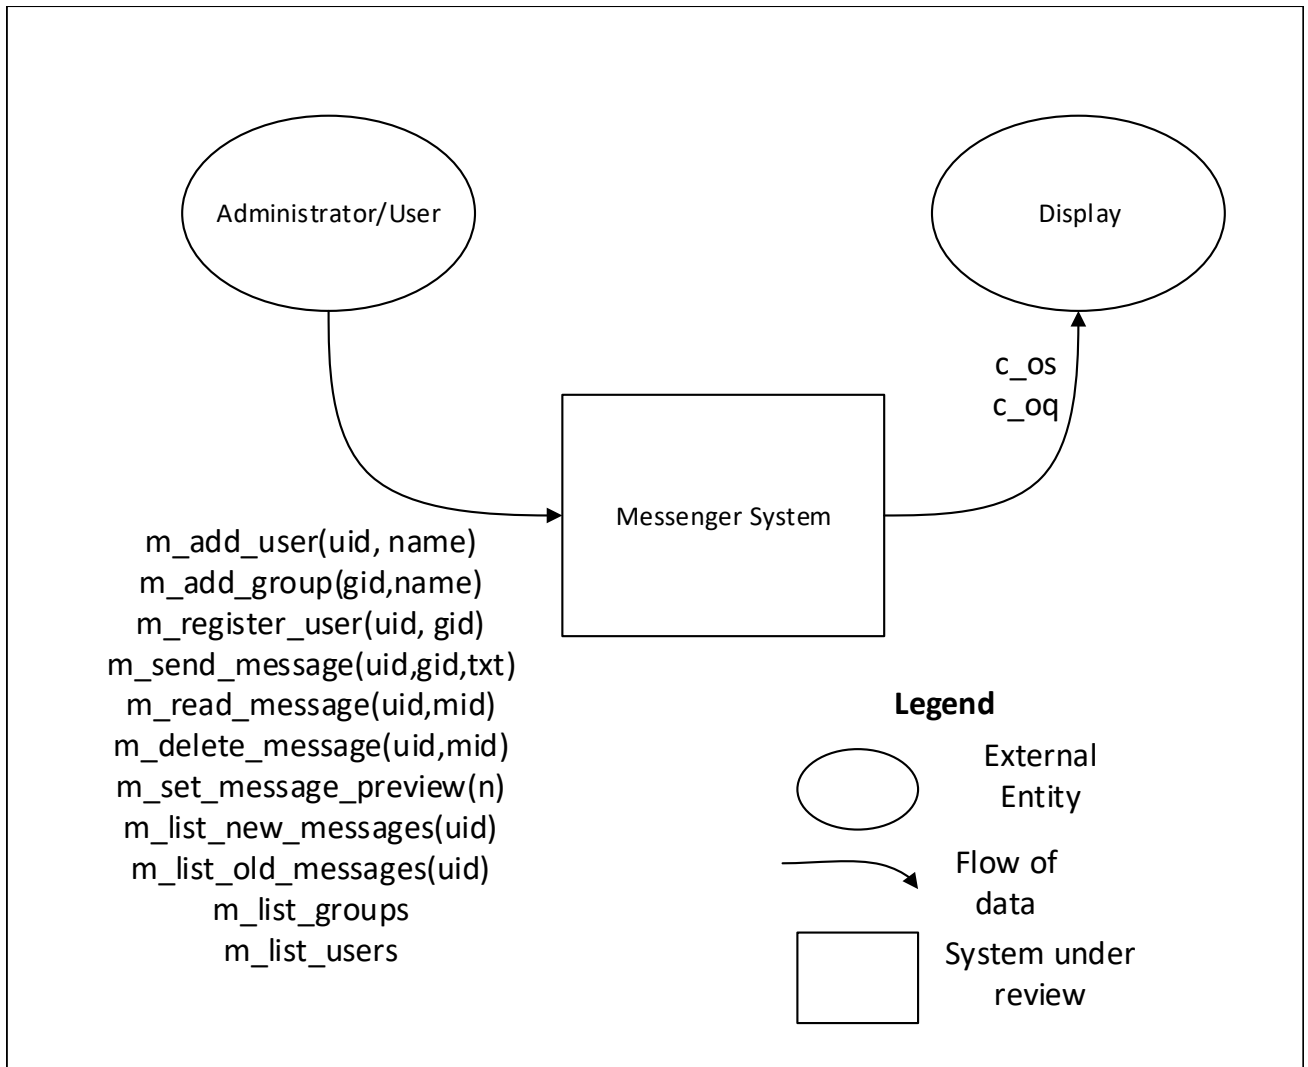 Administrator/User
Display
c_os
c_oq
Messenger System
m_add_user(uid, name)
m_add_group(gid,name)
m_register_user(uid, gid)
m_send_message(uid,gid,txt)
m_read_message(uid,mid)
m_delete_message(uid,mid)
m_set_message_preview(n)
m_list_new_messages(uid)
m_list_old_messages(uid)
m_list_groups
m_list_users
Legend
External
Entity
Flow of
data
System under
review